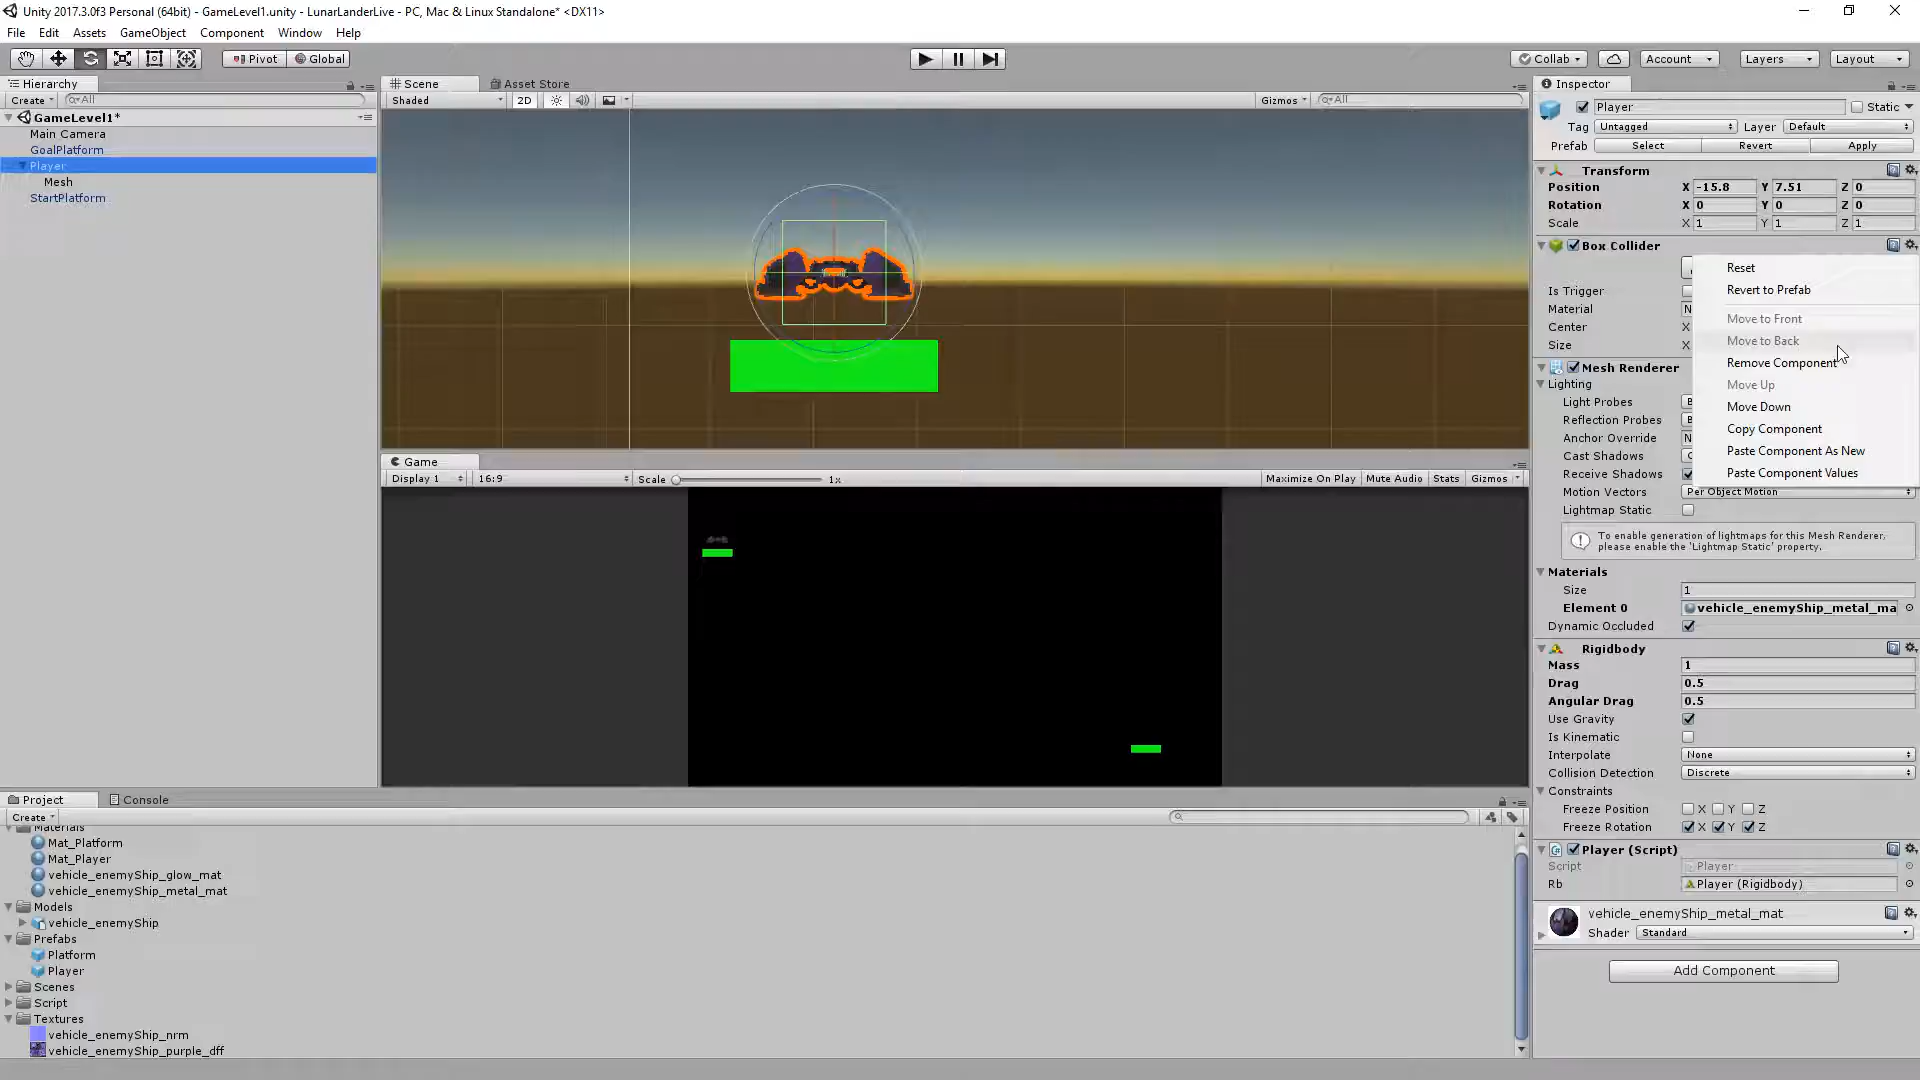 Unity 2017.3.0f3 Personal (64bit) - GameLevel1.unity - LunarLanderLive - PC, Mac & Linux Standalone* <DX11>
File Edit Assets GameObject Component Window Help
Pivot Global Collab Account Layers Layout
Hierarchy
Create All
GameLevel1*
Main Camera
GoalPlatform
Player
Mesh
StartPlatform
Scene Asset Store
Shaded 2D Gizmos All
Game
Display 1 16:9 Scale 1x Maximize On Play Mute Audio Stats Gizmos
Project Console
Create
Materials
Mat_Platform
Mat_Player
vehicle_enemyShip_glow_mat
vehicle_enemyShip_metal_mat
Models
vehicle_enemyShip
Prefabs
Platform
Player
Scenes
Script
Textures
vehicle_enemyShip_nrm
vehicle_enemyShip_purple_dff
Inspector
Player Static
Tag Untagged Layer Default
Prefab Select Revert Apply
Transform
Position X -15.8 Y 7.51 Z 0
Rotation X 0 Y 0 Z 0
Scale X 1 Y 1 Z 1
Box Collider
Is Trigger
Material N
Center X
Size X
Reset
Revert to Prefab
Move to Front
Move to Back
Remove Component
Move Up
Move Down
Copy Component
Paste Component As New
Paste Component Values
Mesh Renderer
Lighting
Light Probes B
Reflection Probes B
Anchor Override N
Cast Shadows
Receive Shadows
Motion Vectors Per Object Motion
Lightmap Static
To enable generation of lightmaps for this Mesh Renderer,
please enable the 'Lightmap Static' property.
Materials
Size 1
Element 0 vehicle_enemyShip_metal_ma
Dynamic Occluded
Rigidbody
Mass 1
Drag 0.5
Angular Drag 0.5
Use Gravity
Is Kinematic
Interpolate None
Collision Detection Discrete
Constraints
Freeze Position X Y Z
Freeze Rotation X Y Z
Player (Script)
Script Player
Rb Player (Rigidbody)
vehicle_enemyShip_metal_mat
Shader Standard
Add Component